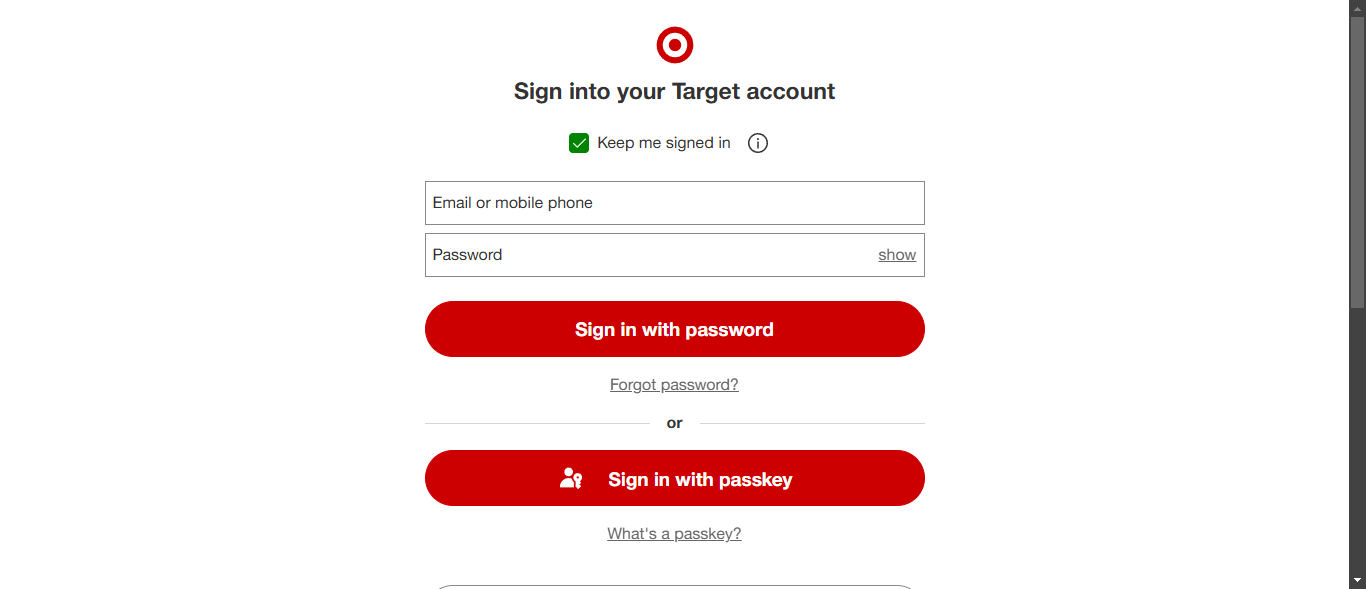 Sign into your Target account
Keep me signed in
Email or mobile phone
Password show
Sign in with password
Forgot password?
or
Sign in with passkey
What's a passkey?